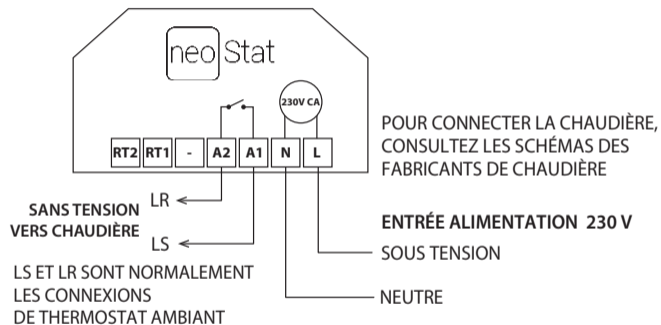 neo Stat
230V CA
RT2 RT1 - A2 A1 N L
POUR CONNECTER LA CHAUDIÈRE,
CONSULTEZ LES SCHÉMAS DES
FABRICANTS DE CHAUDIÈRE
SANS TENSION
VERS CHAUDIÈRE
LR
LS
ENTRÉE ALIMENTATION 230 V
SOUS TENSION
NEUTRE
LS ET LR SONT NORMALEMENT
LES CONNEXIONS
DE THERMOSTAT AMBIANT